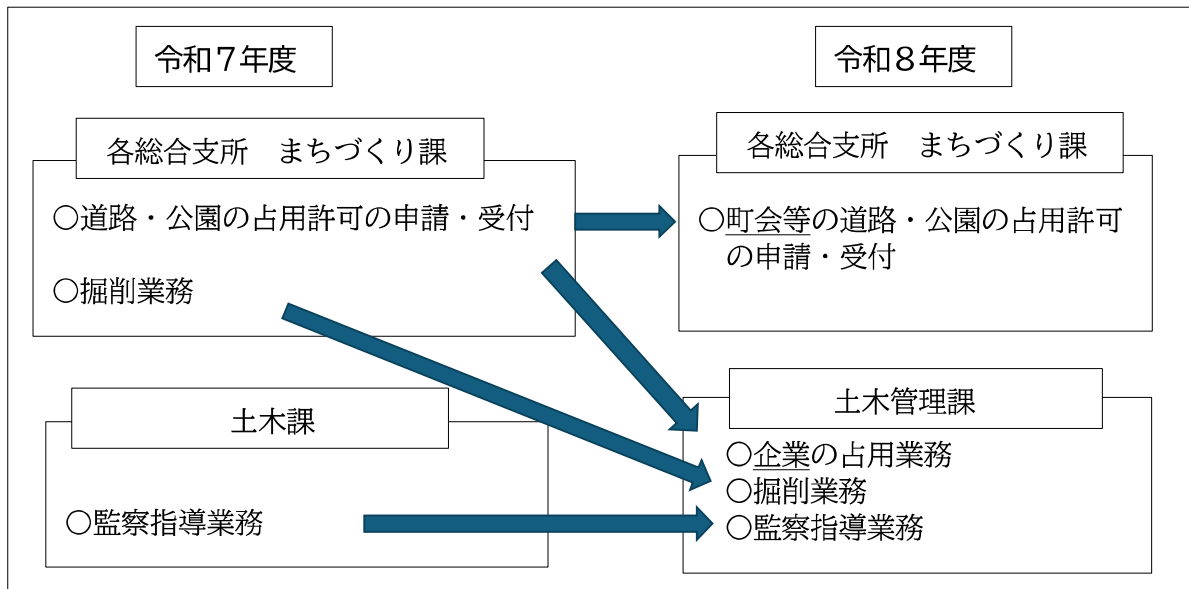 令和７年度
各総合支所　まちづくり課
○道路・公園の占用許可の申請・受付
○掘削業務
土木課
○監察指導業務
令和８年度
各総合支所　まちづくり課
○町会等の道路・公園の占用許可
の申請・受付
土木管理課
○企業の占用業務
○掘削業務
○監察指導業務